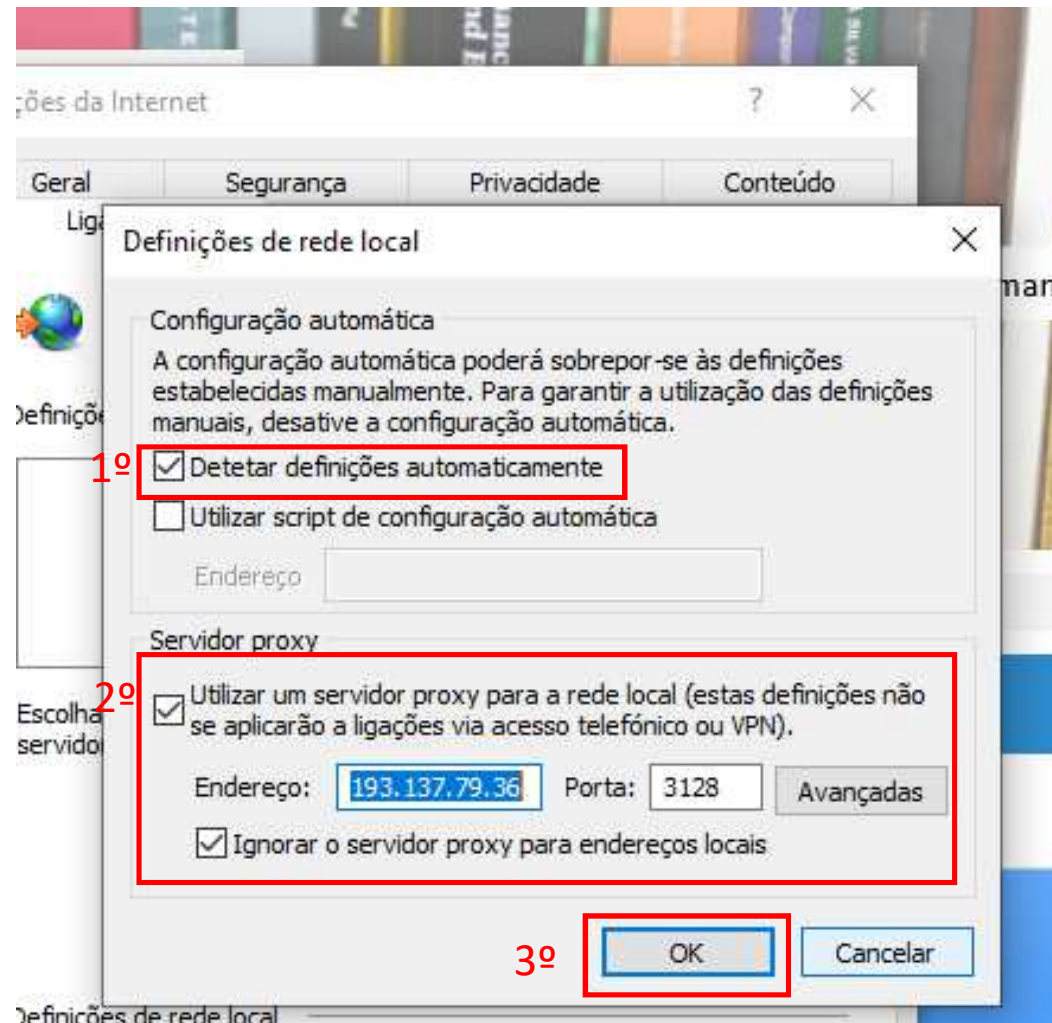 ções da Internet
?
Geral
Segurança
Privacidade
Conteúdo
Definições de rede local
Configuração automática
A configuração automática poderá sobrepor-se às definições
estabelecidas manualmente. Para garantir a utilização das definições
manuais, desative a configuração automática.
1º
Detetar definições automaticamente
Utilizar script de configuração automática
Endereço
Servidor proxy
2º
Utilizar um servidor proxy para a rede local (estas definições não
se aplicarão a ligações via acesso telefónico ou VPN).
Endereço: 193.137.79.36 Porta: 3128 Avançadas
Ignorar o servidor proxy para endereços locais
3º
OK
Cancelar
Escolha
Definições de rede local